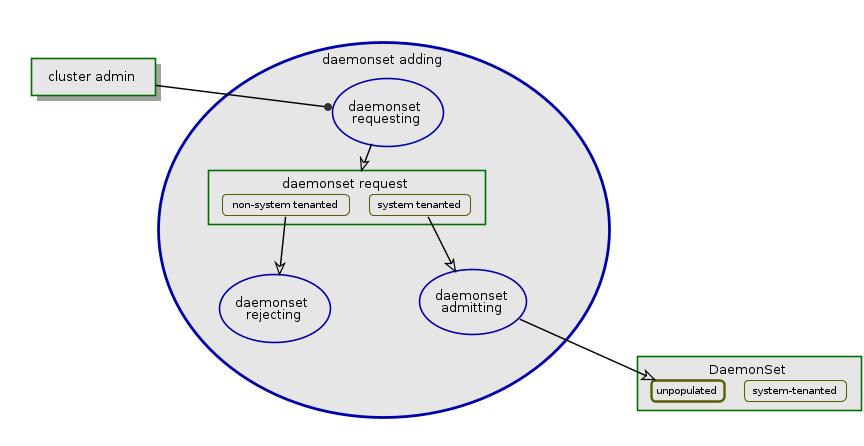 daemonset adding
cluster admin
daemonset
requesting
daemonset request
non-system tenanted
system tenanted
daemonset
rejecting
daemonset
admitting
DaemonSet
unpopulated
system-tenanted